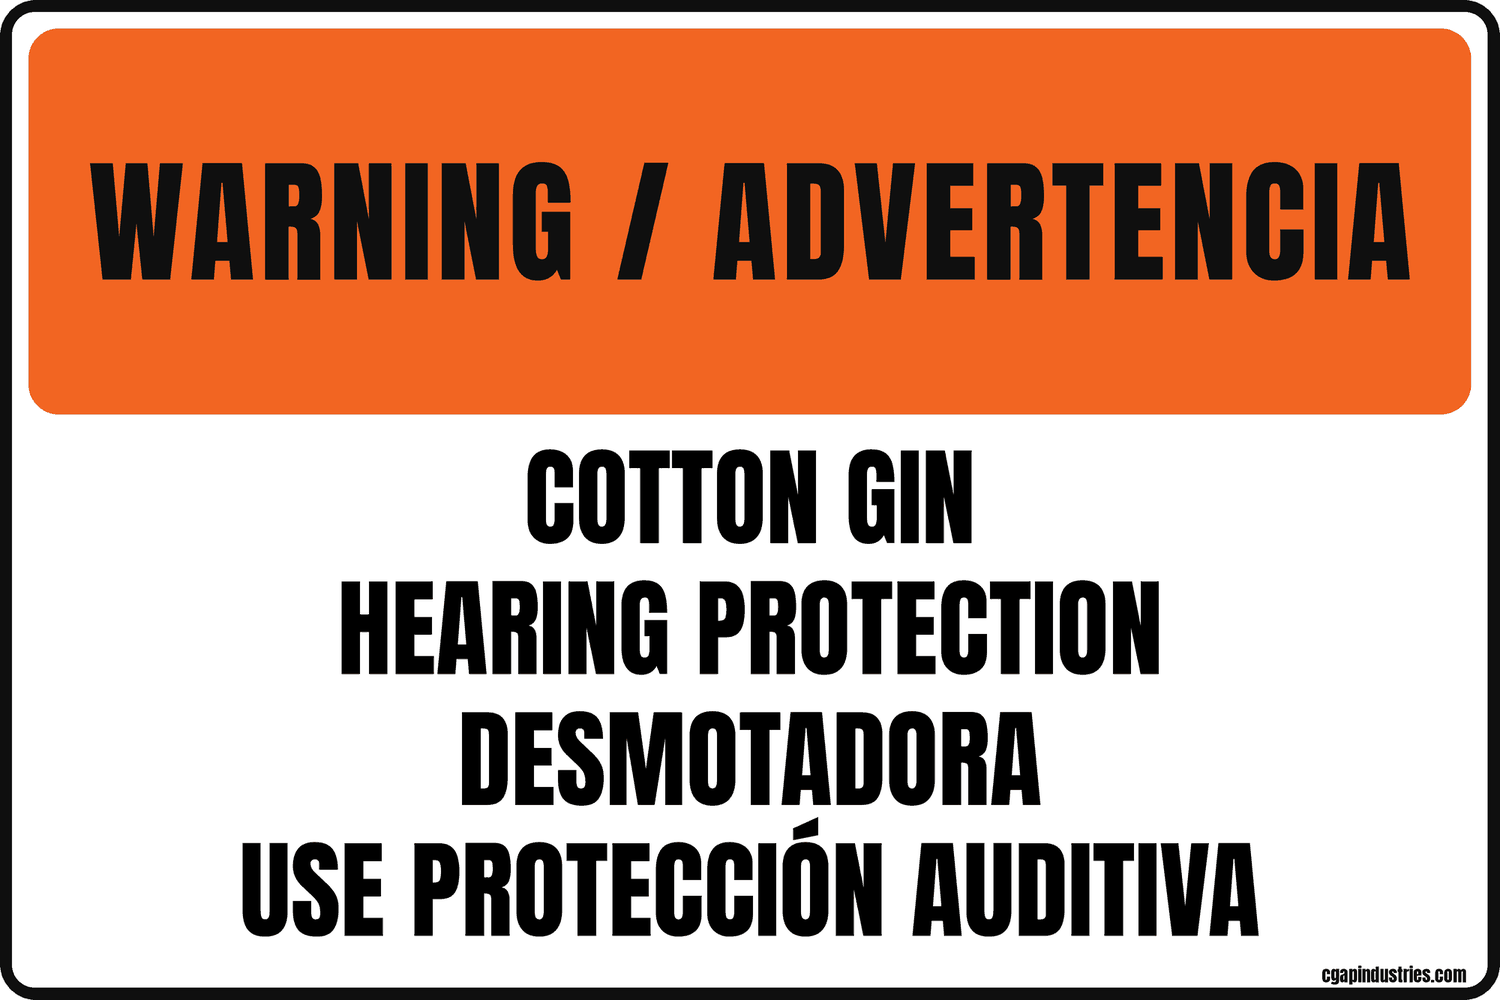 WARNING / ADVERTENCIA
COTTON GIN
HEARING PROTECTION
DESMOTADORA
USE PROTECCIÓN AUDITIVA
cgapindustries.com